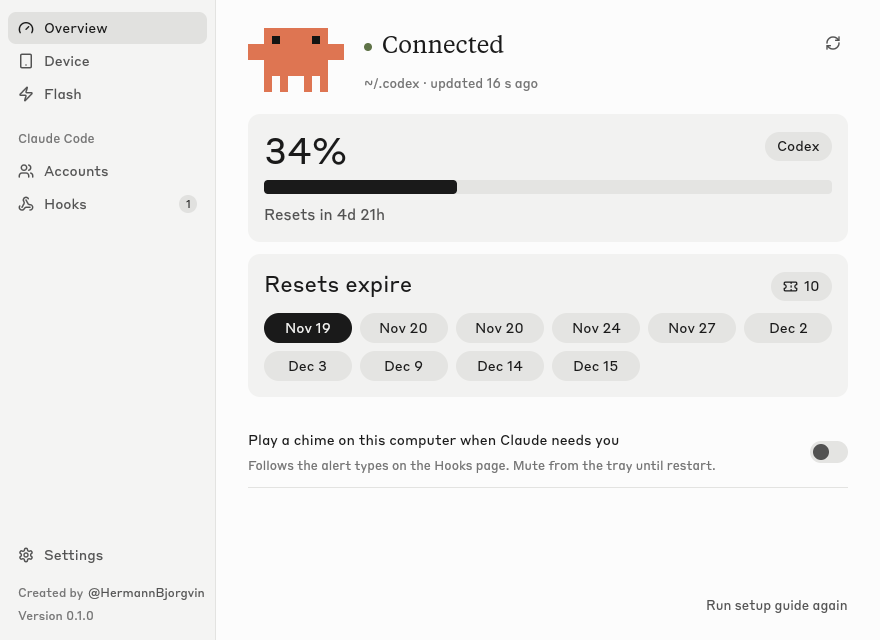 Overview
Device
Flash
Claude Code
Accounts
Hooks
1
Settings
Created by @HermannBjorgvin
Version 0.1.0
Connected
~/.codex · updated 16 s ago
34%
Codex
Resets in 4d 21h
Resets expire
10
Nov 19 Nov 20 Nov 20 Nov 24 Nov 27 Dec 2
Dec 3 Dec 9 Dec 14 Dec 15
Play a chime on this computer when Claude needs you
Follows the alert types on the Hooks page. Mute from the tray until restart.
Run setup guide again